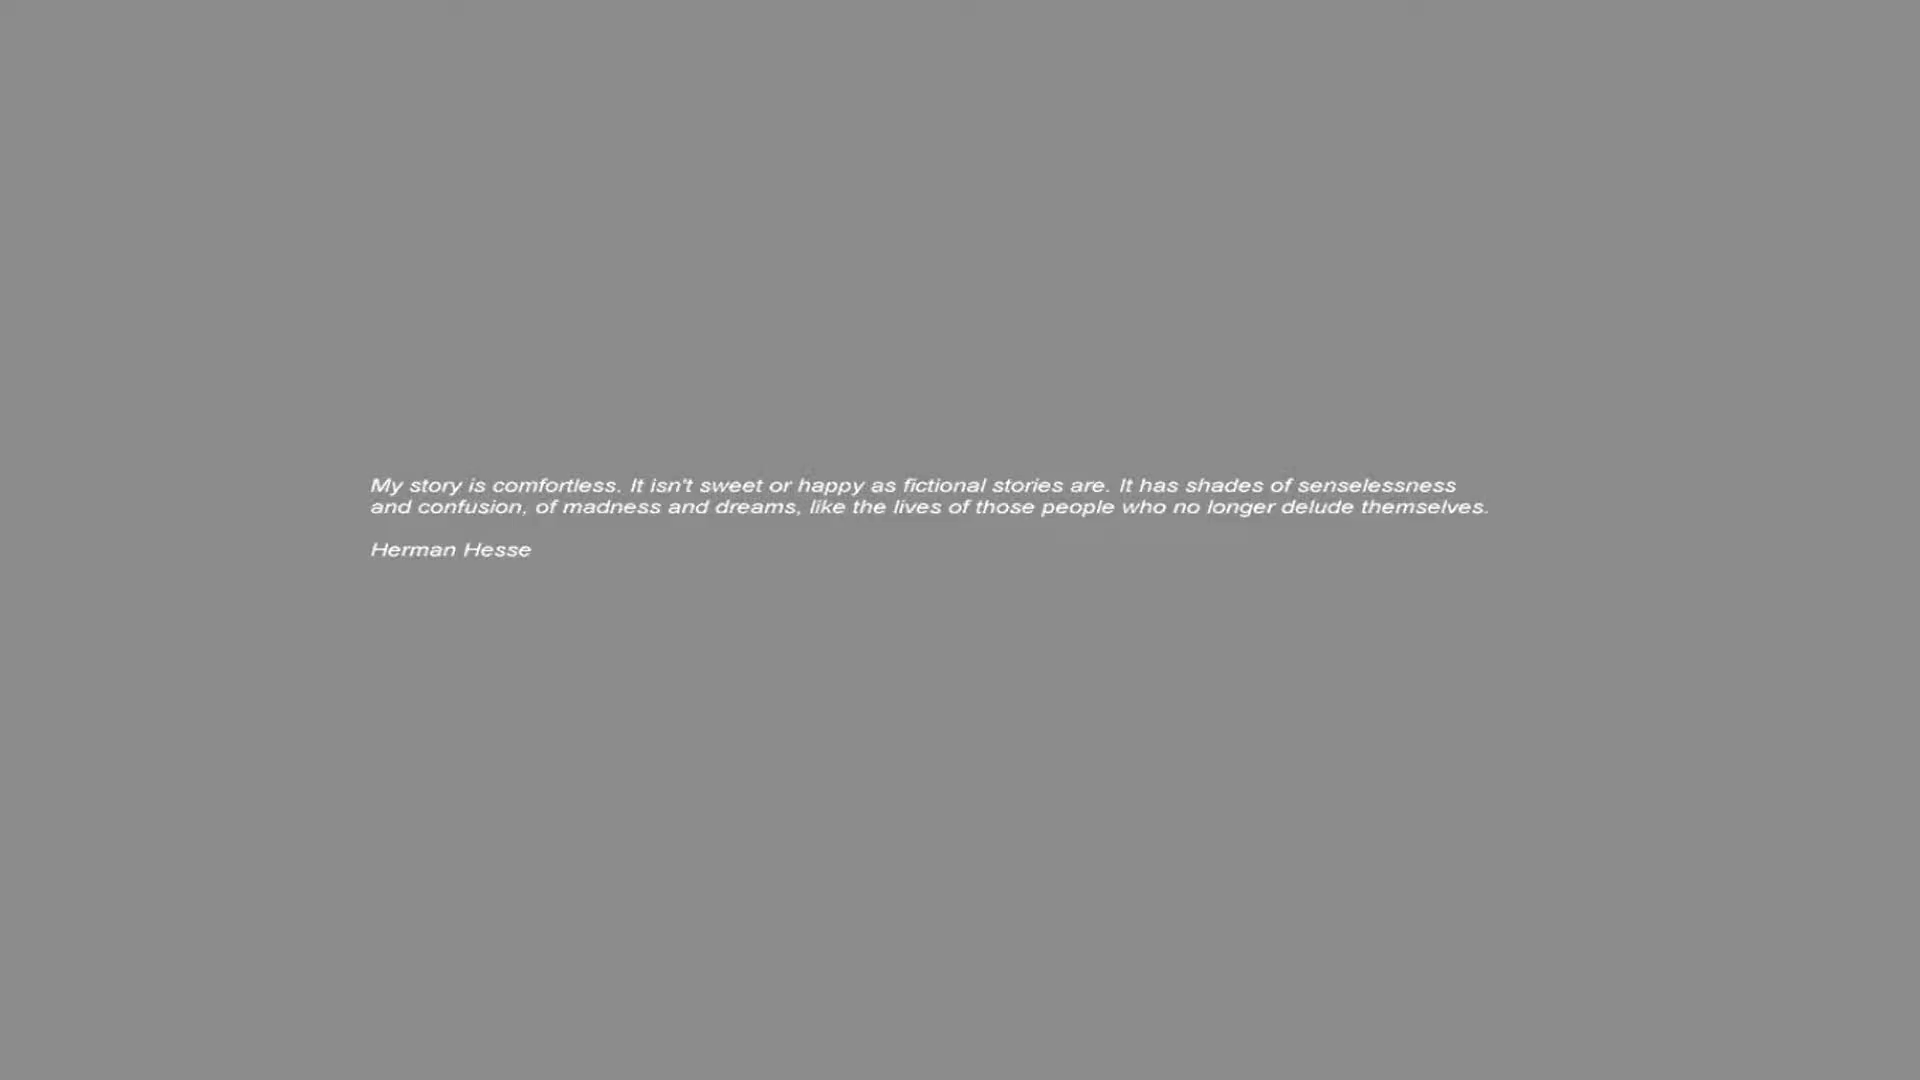 My story is comfortless. It isn't sweet or happy as fictional stories are. It has shades of senselessness
and confusion, of madness and dreams, like the lives of those people who no longer delude themselves.
Herman Hesse